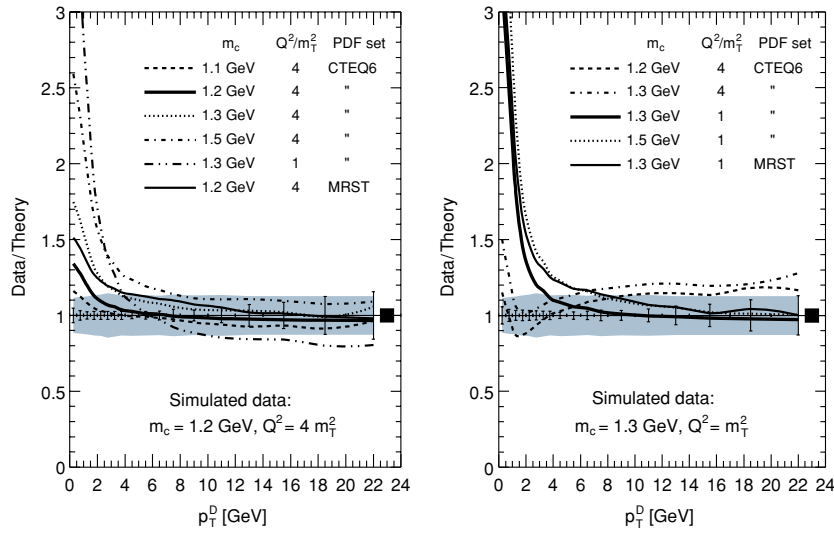 m_c Q²/m_T² PDF set
1.1 GeV 4 CTEQ6
1.2 GeV 4 "
1.3 GeV 4 "
1.5 GeV 4 "
1.3 GeV 1 "
1.2 GeV 4 MRST
Data/Theory
3
2.5
2
1.5
1
0.5
0
Simulated data:
m_c = 1.2 GeV, Q² = 4 m_T²
0 2 4 6 8 10 12 14 16 18 20 22 24
p_T^D [GeV]
m_c Q²/m_T² PDF set
1.2 GeV 4 CTEQ6
1.3 GeV 4 "
1.3 GeV 1 "
1.5 GeV 1 "
1.3 GeV 1 MRST
Data/Theory
3
2.5
2
1.5
1
0.5
0
Simulated data:
m_c = 1.3 GeV, Q² = m_T²
0 2 4 6 8 10 12 14 16 18 20 22 24
p_T^D [GeV]